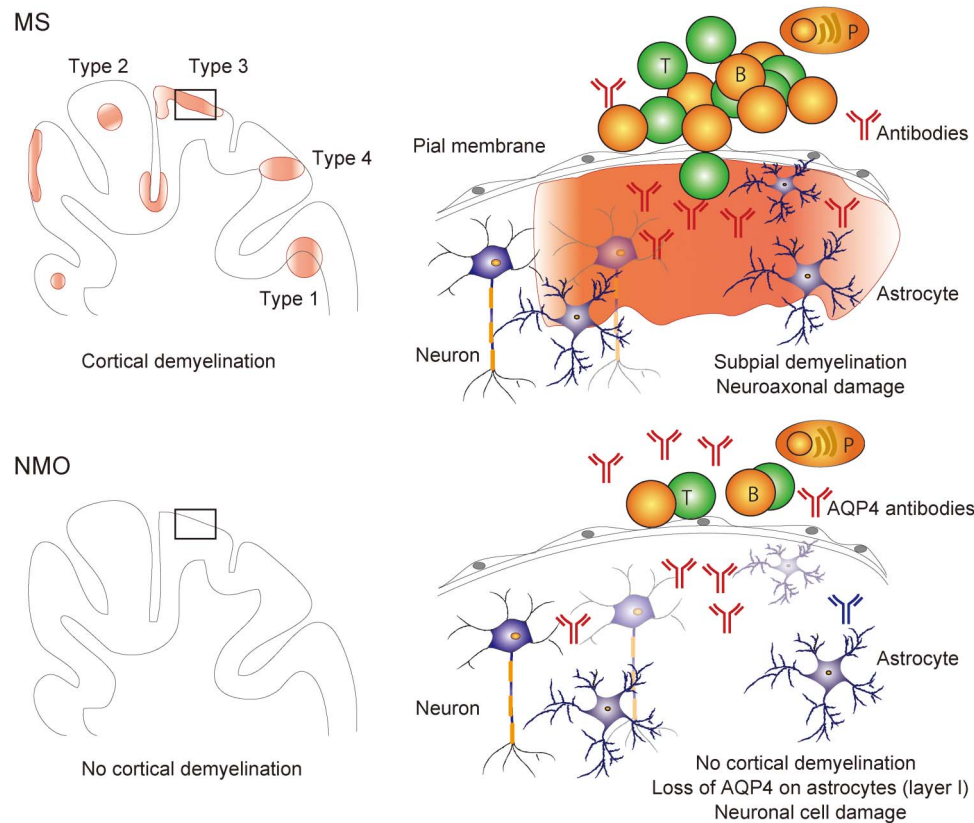 MS
Type 2
Type 3
Type 4
Type 1
Cortical demyelination
P
T
B
Antibodies
Pial membrane
Astrocyte
Neuron
Subpial demyelination
Neuroaxonal damage
NMO
No cortical demyelination
P
T
B
AQP4 antibodies
Astrocyte
Neuron
No cortical demyelination
Loss of AQP4 on astrocytes (layer I)
Neuronal cell damage